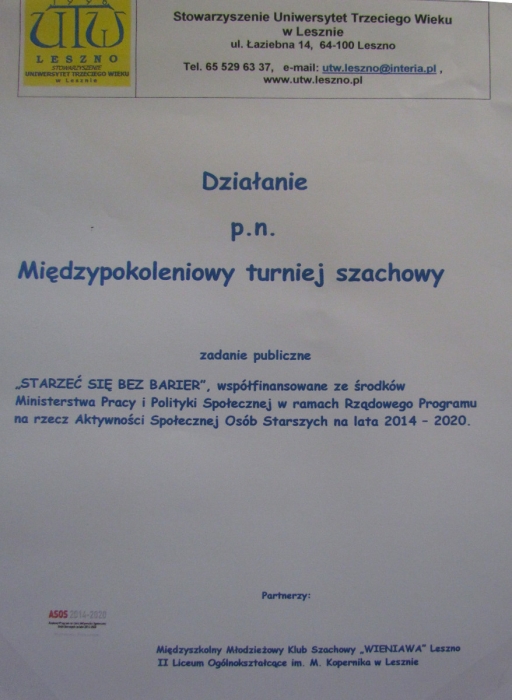 1998
UTW
LESZNO
STOWARZYSZENIE
UNIWERSYTET TRZECIEGO WIEKU
w Lesznie
Stowarzyszenie Uniwersytet Trzeciego Wieku
w Lesznie
ul. Łaziebna 14, 64-100 Leszno
Tel. 65 529 63 37, e-mail: utw.leszno@interia.pl ,
www.utw.leszno.pl
Działanie
p.n.
Międzypokoleniowy turniej szachowy
zadanie publiczne
„STARZEĆ SIĘ BEZ BARIER”, współfinansowane ze środków
Ministerstwa Pracy i Polityki Społecznej w ramach Rządowego Programu
na rzecz Aktywności Społecznej Osób Starszych na lata 2014 – 2020.
Partnerzy:
ASOS 2014-2020
Międzyszkolny Młodzieżowy Klub Szachowy „WIENIAWA” Leszno
II Liceum Ogólnokształcące im. M. Kopernika w Lesznie